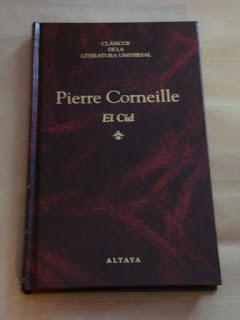 CLÁSICOS
DE LA
LITERATURA UNIVERSAL
Pierre Corneille
El Cid
ALTAYA